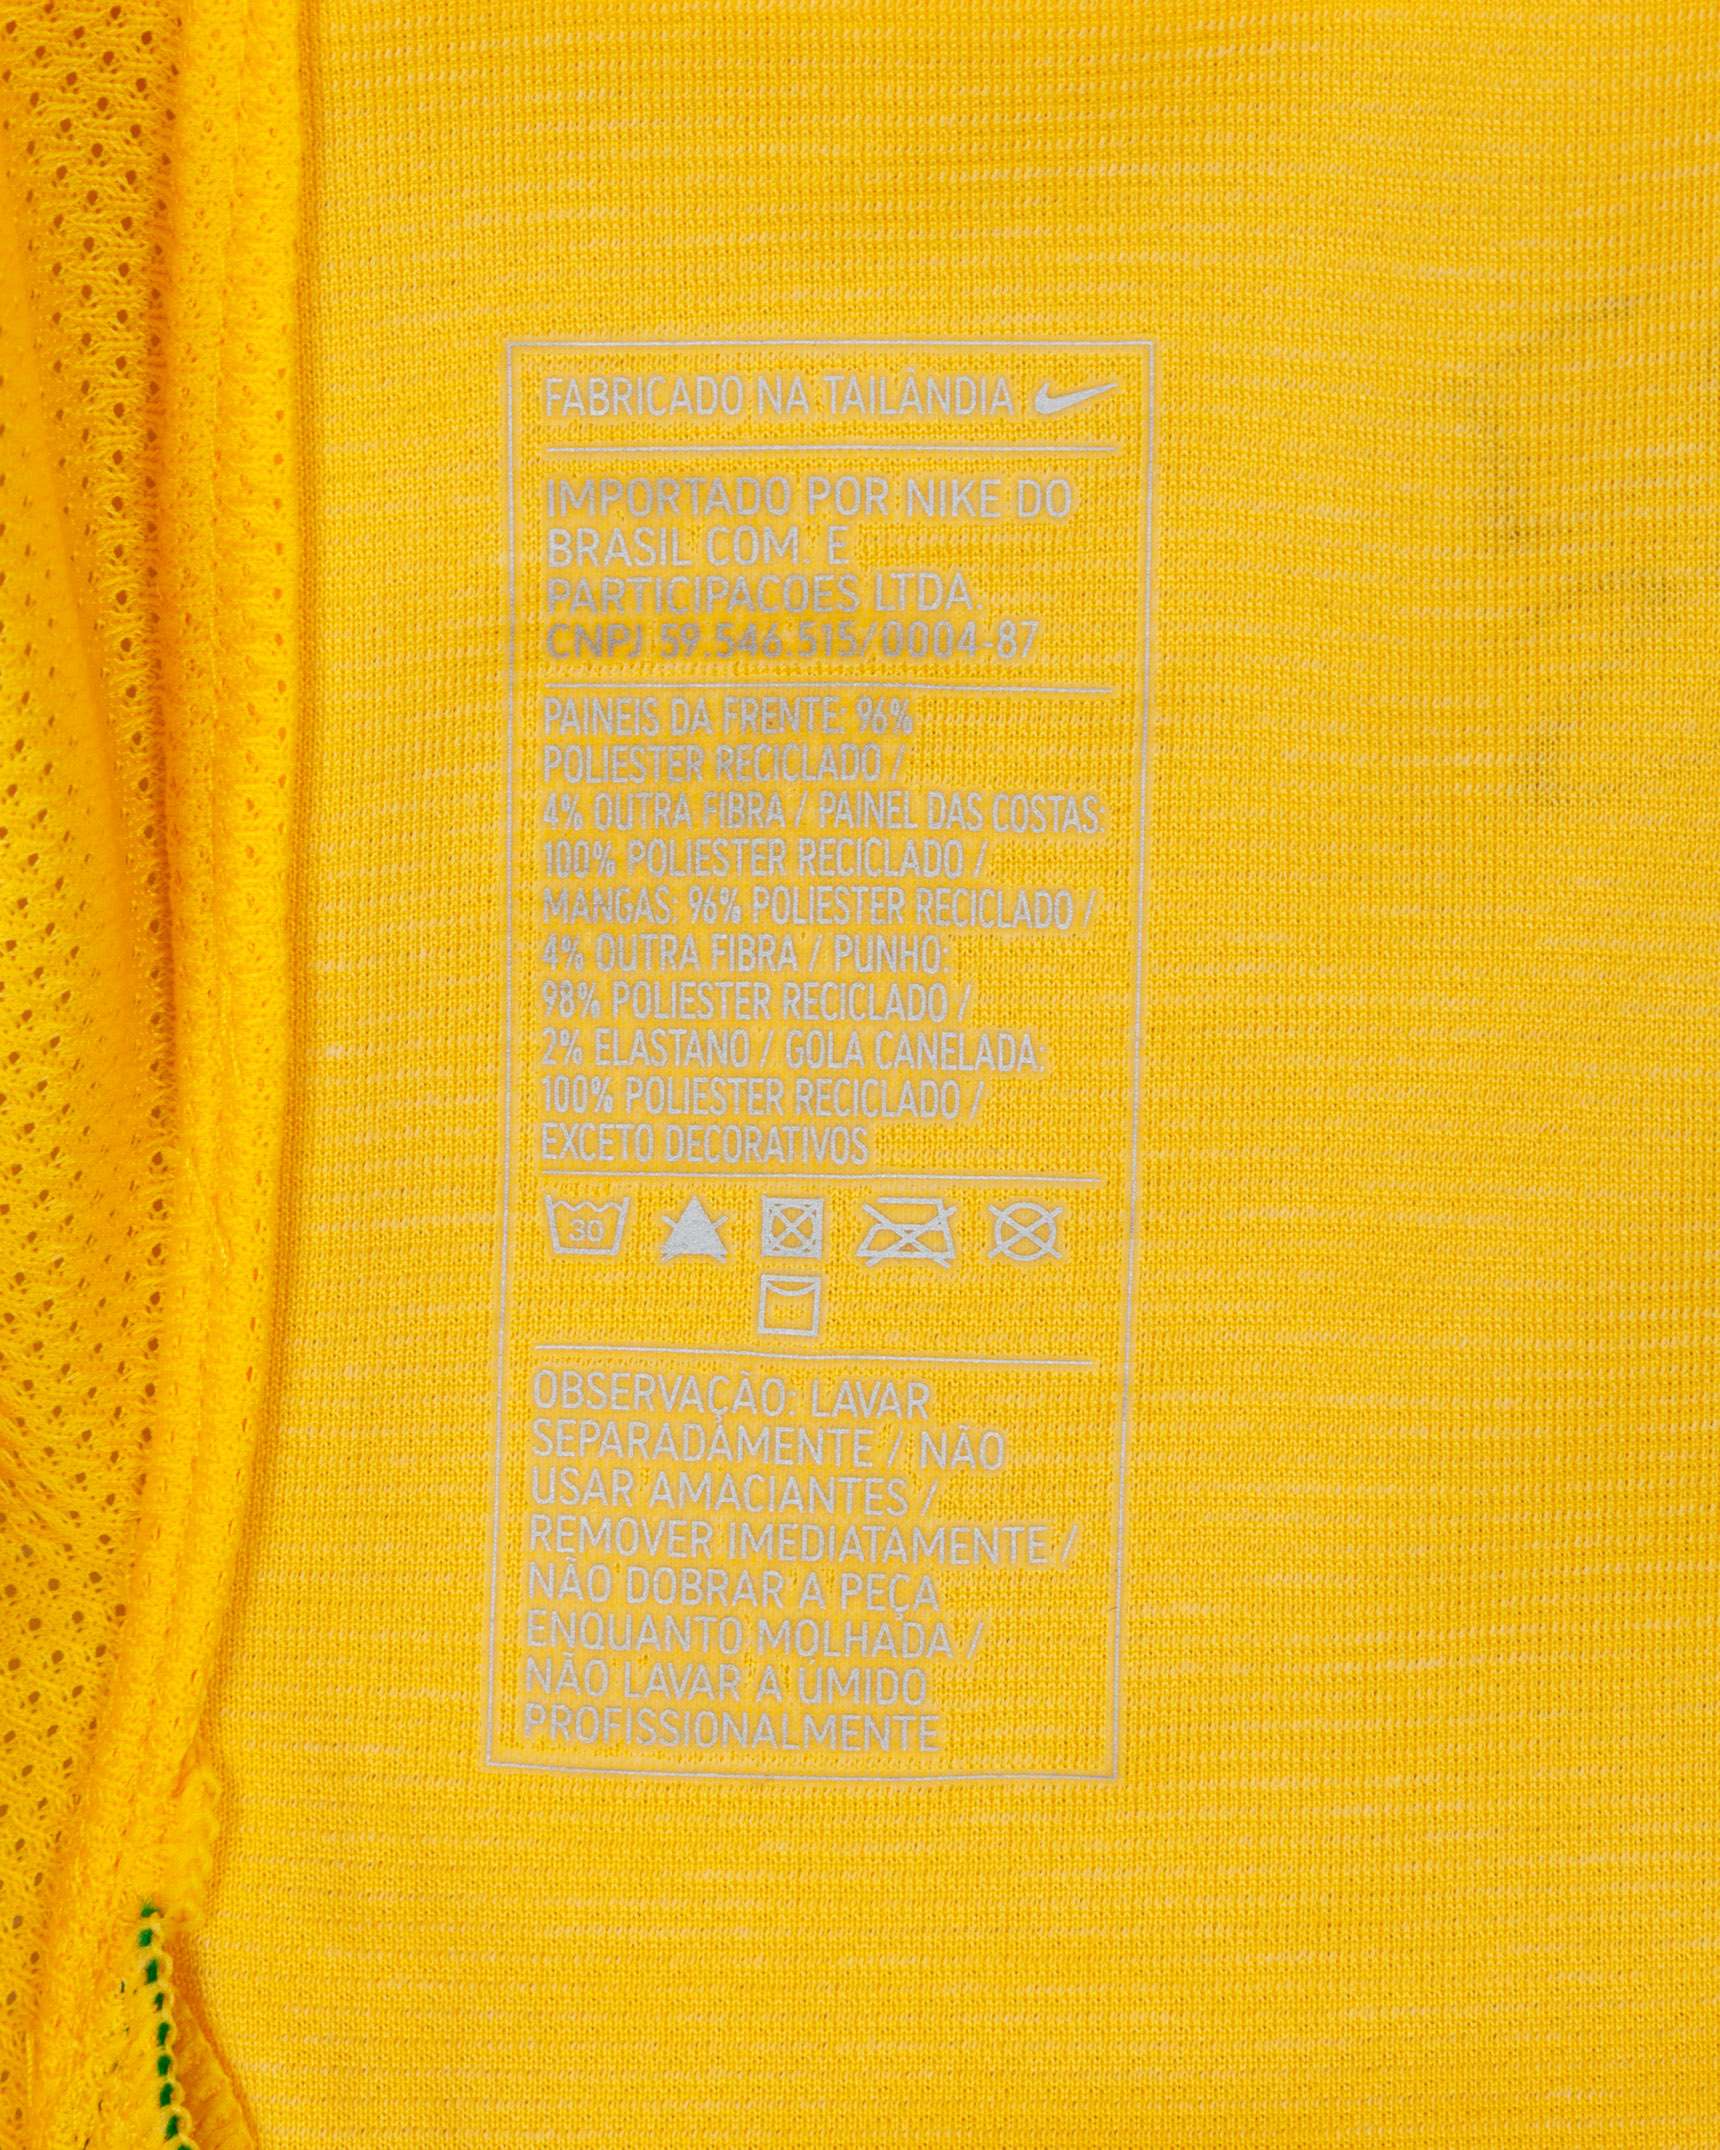 FABRICADO NA TAILÂNDIA
IMPORTADO POR NIKE DO
BRASIL COM. E
PARTICIPACOES LTDA.
CNPJ 59.546.515/0004-87
PAINEIS DA FRENTE: 96%
POLIESTER RECICLADO /
4% OUTRA FIBRA / PAINEL DAS COSTAS:
100% POLIESTER RECICLADO /
MANGAS: 96% POLIESTER RECICLADO /
4% OUTRA FIBRA / PUNHO:
98% POLIESTER RECICLADO /
2% ELASTANO / GOLA CANELADA:
100% POLIESTER RECICLADO /
EXCETO DECORATIVOS
30
OBSERVAÇÃO: LAVAR
SEPARADAMENTE / NÃO
USAR AMACIANTES /
REMOVER IMEDIATAMENTE /
NÃO DOBRAR A PEÇA
ENQUANTO MOLHADA /
NÃO LAVAR A ÚMIDO
PROFISSIONALMENTE